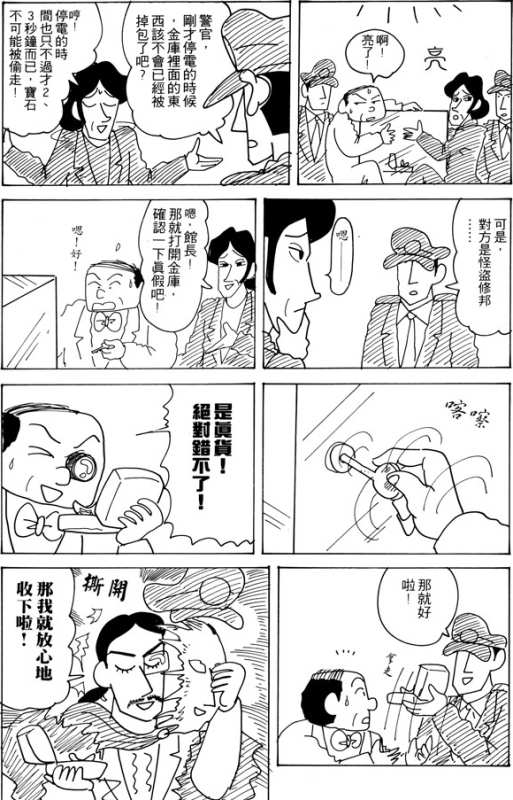 亮
啊!
亮了!
警官,
剛才停電的時候
,金庫裡面的東
西該不會已經被
掉包了吧?
哼!
停電的時
間也只不過才2、
3秒鐘而已,寶石
不可能被偷走!
可是,
對方是怪盜修邦
……
嗯
…
嗯,館長!
那就打開金庫,
確認一下真假吧!
嗯!好!
喀嚓
是真貨!
絕對錯不了!
那就好
啦!
拿走
撕開
那我就放心地
收下啦!